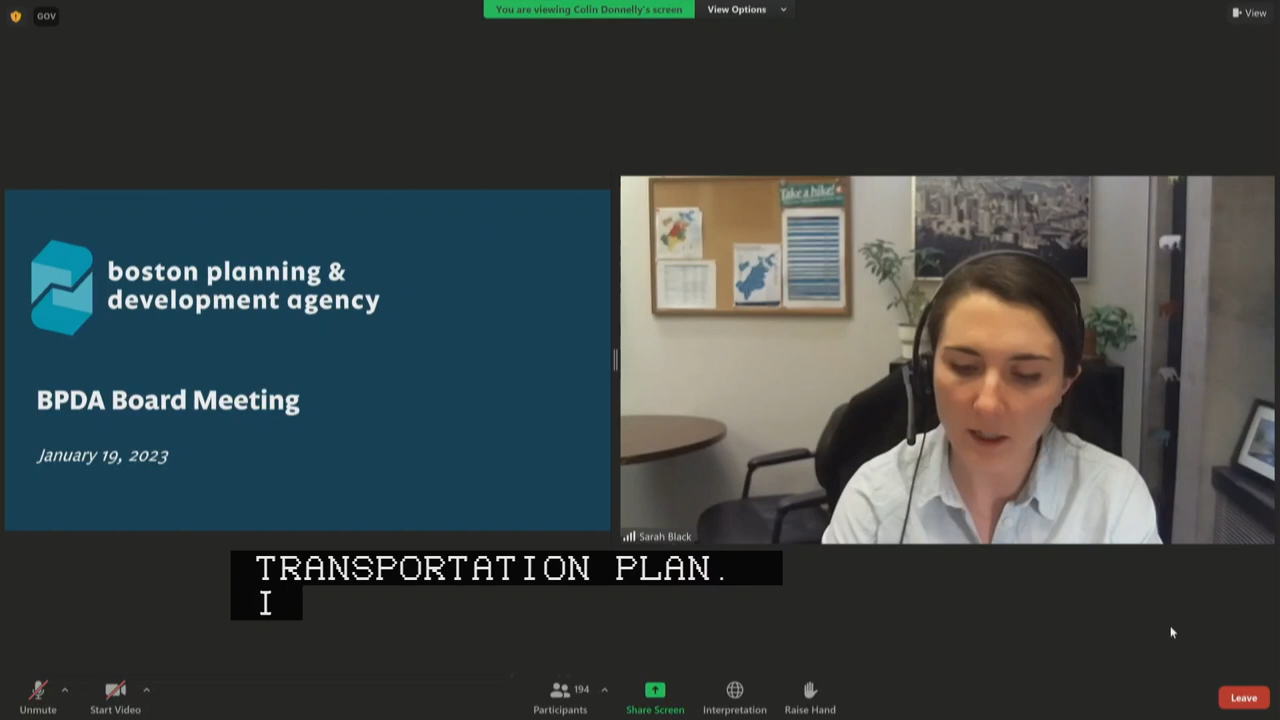 GOV
You are viewing Colin Donnelly's screen
View Options
View
boston planning &
development agency
BPDA Board Meeting
January 19, 2023
Take a hike!
Sarah Black
TRANSPORTATION PLAN.
I
Unmute
Start Video
194
Participants
Share Screen
Interpretation
Raise Hand
Leave